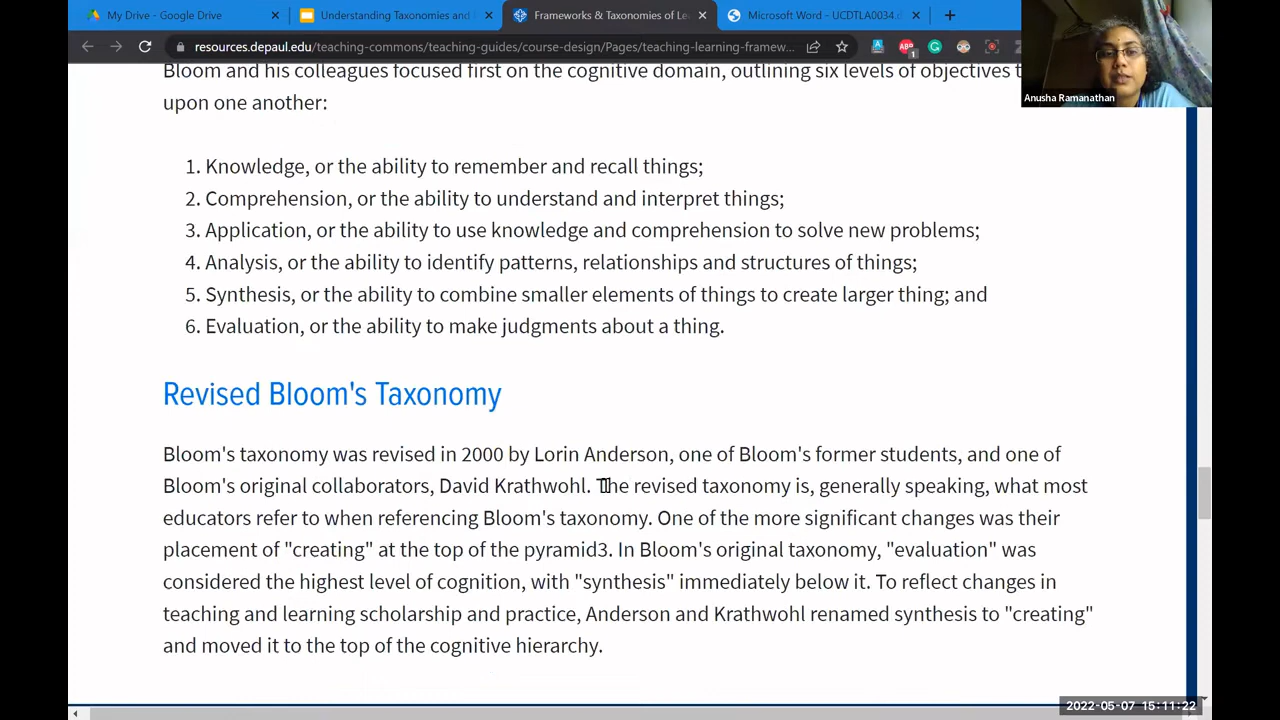 My Drive - Google Drive
Understanding Taxonomies and
Frameworks & Taxonomies of Le
Microsoft Word - UCDTLA0034.
resources.depaul.edu/teaching-commons/teaching-guides/course-design/Pages/teaching-learning-framew...
Bloom and his colleagues focused first on the cognitive domain, outlining six levels of objectives
upon one another:
Anusha Ramanathan
1. Knowledge, or the ability to remember and recall things;
2. Comprehension, or the ability to understand and interpret things;
3. Application, or the ability to use knowledge and comprehension to solve new problems;
4. Analysis, or the ability to identify patterns, relationships and structures of things;
5. Synthesis, or the ability to combine smaller elements of things to create larger thing; and
6. Evaluation, or the ability to make judgments about a thing.
Revised Bloom's Taxonomy
Bloom's taxonomy was revised in 2000 by Lorin Anderson, one of Bloom's former students, and one of
Bloom's original collaborators, David Krathwohl. The revised taxonomy is, generally speaking, what most
educators refer to when referencing Bloom's taxonomy. One of the more significant changes was their
placement of "creating" at the top of the pyramid3. In Bloom's original taxonomy, "evaluation" was
considered the highest level of cognition, with "synthesis" immediately below it. To reflect changes in
teaching and learning scholarship and practice, Anderson and Krathwohl renamed synthesis to "creating"
and moved it to the top of the cognitive hierarchy.
2022-05-07 15:11:22